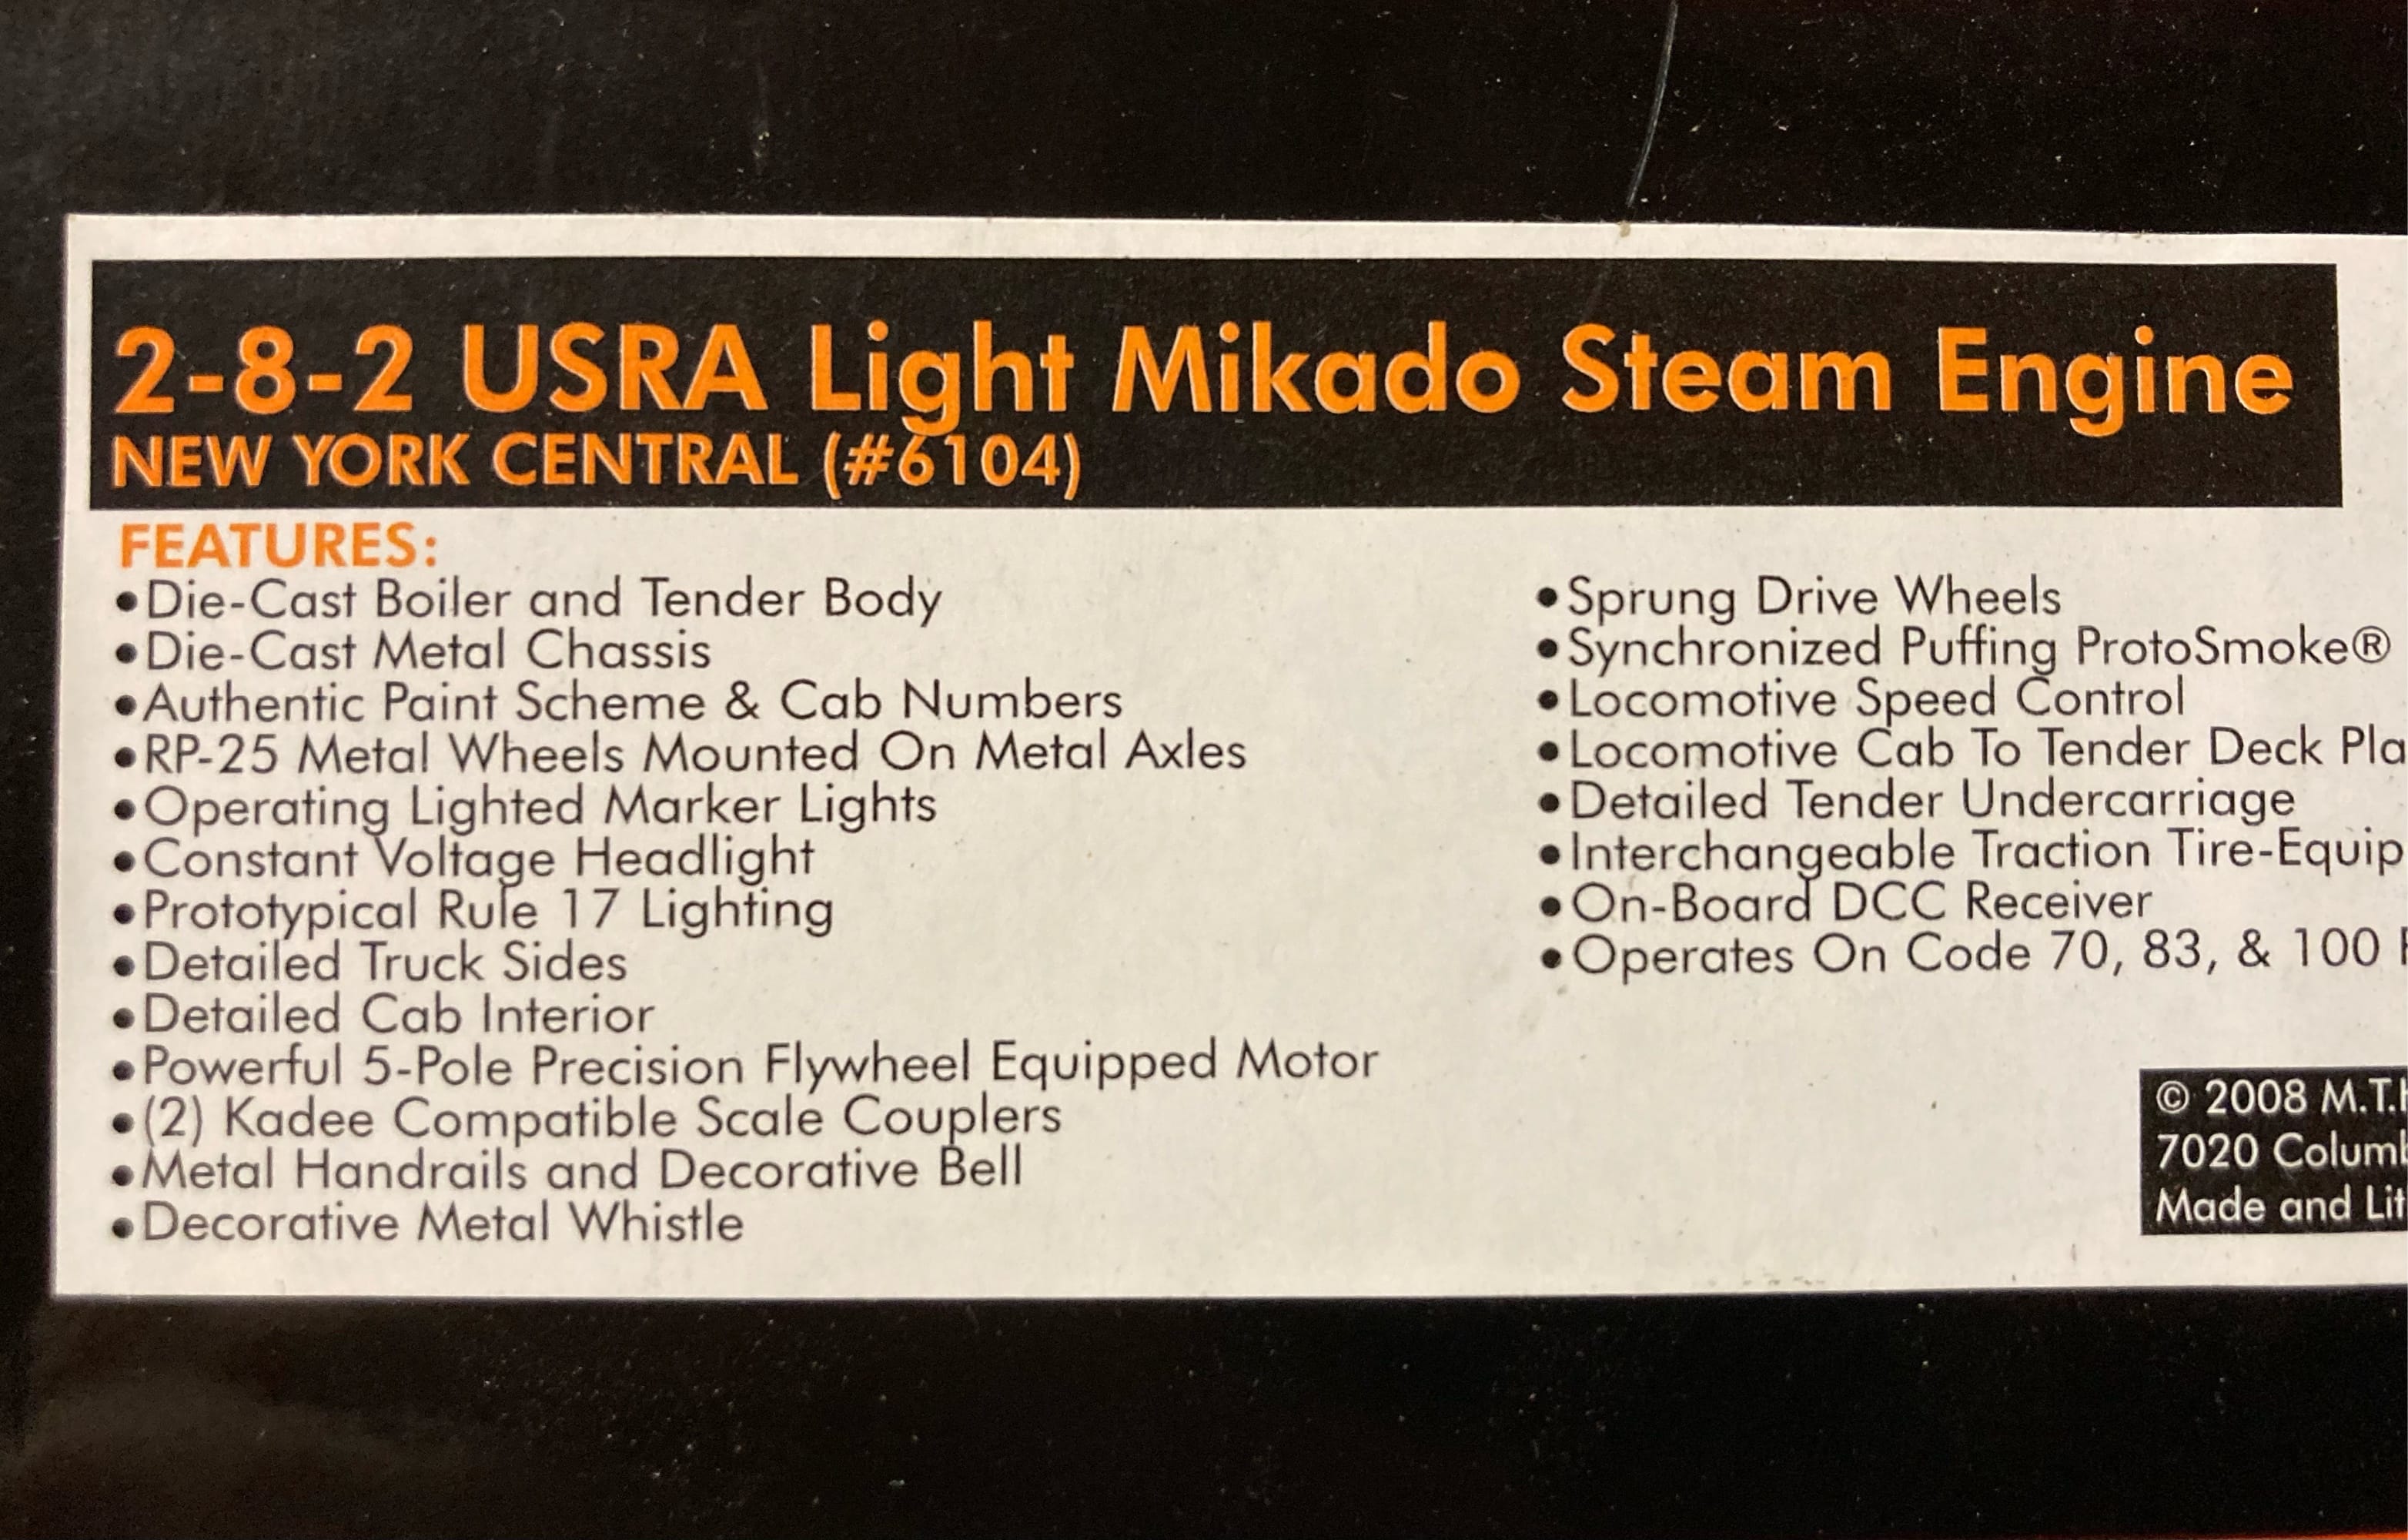 2-8-2 USRA Light Mikado Steam Engine
NEW YORK CENTRAL (#6104)
FEATURES:
•Die-Cast Boiler and Tender Body
•Die-Cast Metal Chassis
•Authentic Paint Scheme & Cab Numbers
•RP-25 Metal Wheels Mounted On Metal Axles
•Operating Lighted Marker Lights
•Constant Voltage Headlight
•Prototypical Rule 17 Lighting
•Detailed Truck Sides
•Detailed Cab Interior
•Powerful 5-Pole Precision Flywheel Equipped Motor
•(2) Kadee Compatible Scale Couplers
•Metal Handrails and Decorative Bell
•Decorative Metal Whistle
•Sprung Drive Wheels
•Synchronized Puffing ProtoSmoke®
•Locomotive Speed Control
•Locomotive Cab To Tender Deck
•Detailed Tender Undercarriage
•Interchangeable Traction
•On-Board DCC Receiver
•Operates On Code 70, 83, & 100
© 2008
7020
Made and